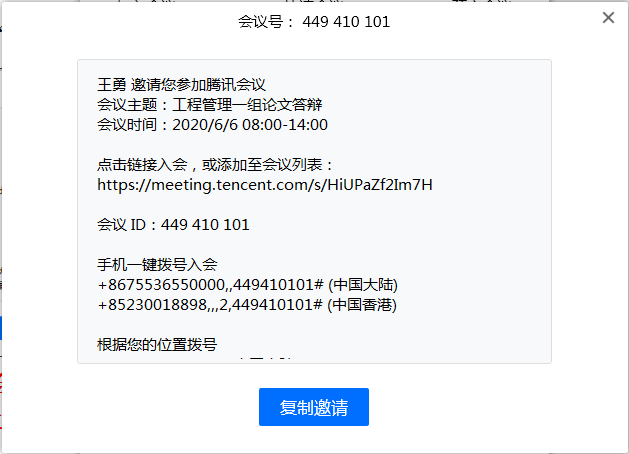 会议号： 449 410 101
王勇 邀请您参加腾讯会议
会议主题：工程管理一组论文答辩
会议时间：2020/6/6 08:00-14:00
点击链接入会，或添加至会议列表：
https://meeting.tencent.com/s/HiUPaZf2Im7H
会议 ID：449 410 101
手机一键拨号入会
+8675536550000,,449410101# (中国大陆)
+85230018898,,,2,449410101# (中国香港)
根据您的位置拨号
复制邀请